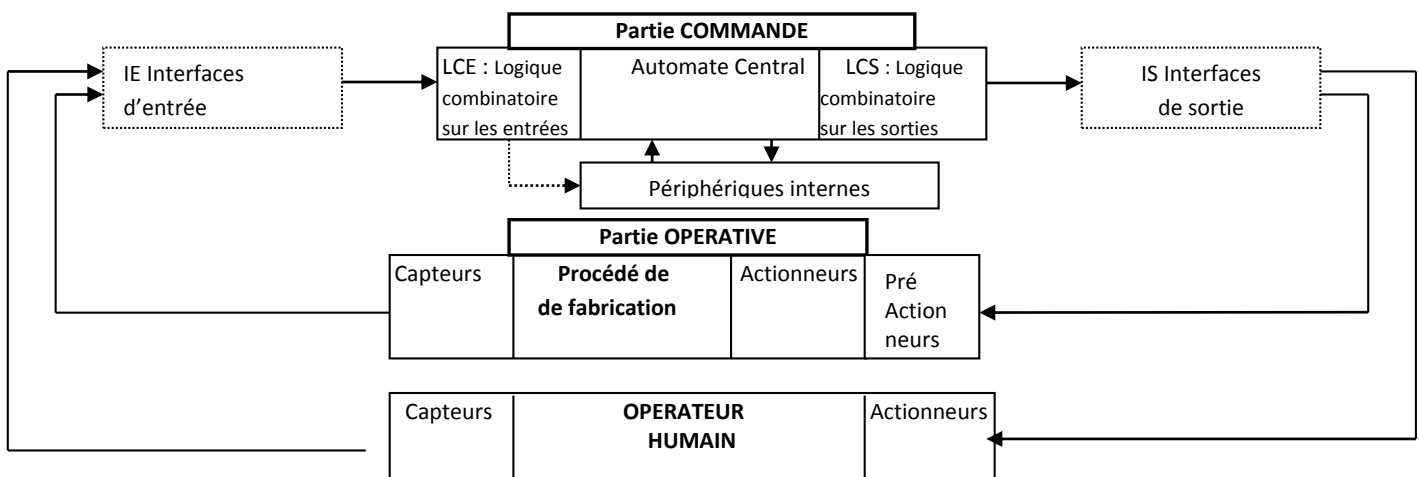 Partie COMMANDE
IE Interfaces
d'entrée
LCE : Logique
combinatoire
sur les entrées
Automate Central
LCS : Logique
combinatoire
sur les sorties
IS Interfaces
de sortie
Périphériques internes
Partie OPERATIVE
Capteurs
Procédé de
de fabrication
Actionneurs
Pré
Action
neurs
Capteurs
OPERATEUR
HUMAIN
Actionneurs